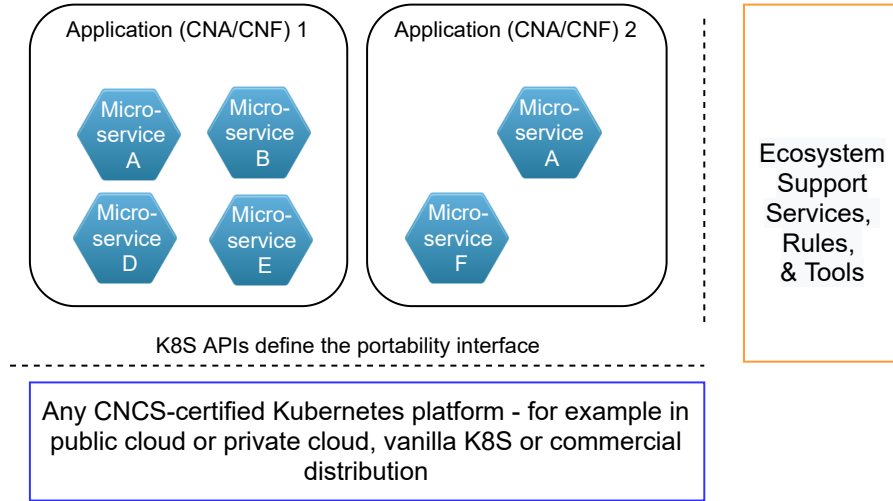 Application (CNA/CNF) 1
Micro-
service
A
Micro-
service
B
Micro-
service
D
Micro-
service
E
Application (CNA/CNF) 2
Micro-
service
A
Micro-
service
F
Ecosystem
Support
Services,
Rules,
& Tools
K8S APIs define the portability interface
Any CNCS-certified Kubernetes platform - for example in
public cloud or private cloud, vanilla K8S or commercial
distribution